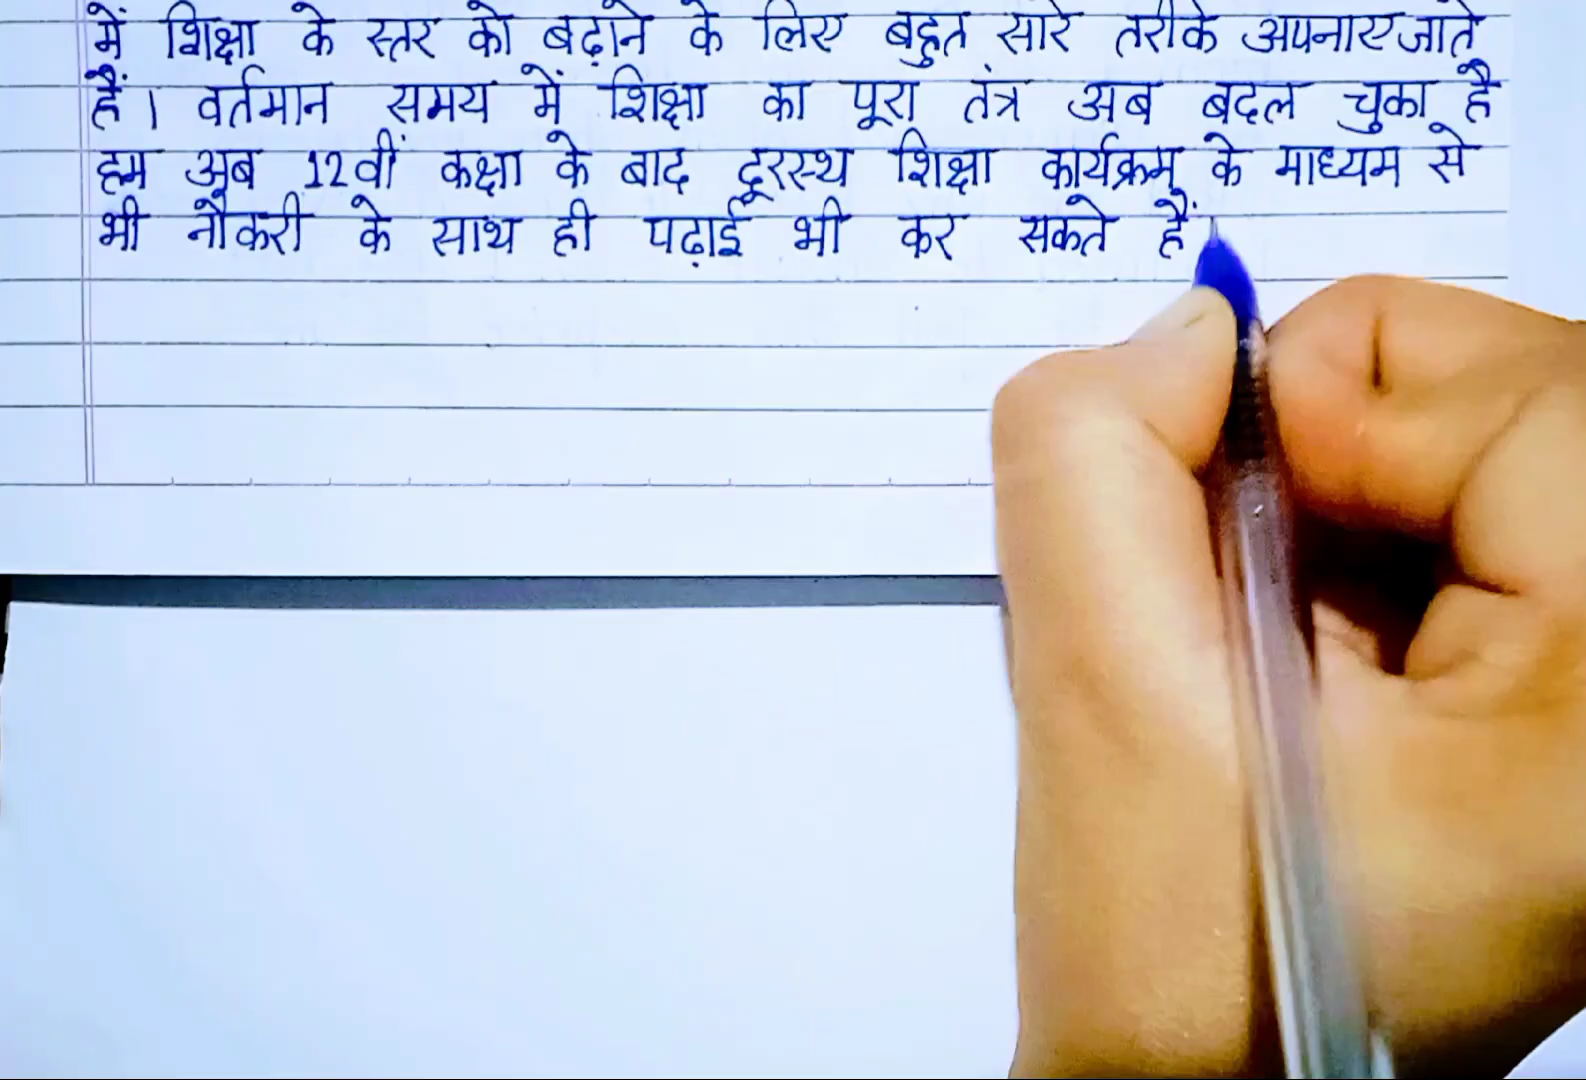 में शिक्षा के स्तर को बढ़ाने के लिए बहुत सारे तरीके अपनाए जाते
हैं। वर्तमान समय में शिक्षा का पूरा तंत्र अब बदल चुका है
हम अब 12वीं कक्षा के बाद दूरस्थ शिक्षा कार्यक्रम के माध्यम से
भी नौकरी के साथ ही पढ़ाई भी कर सकते हैं